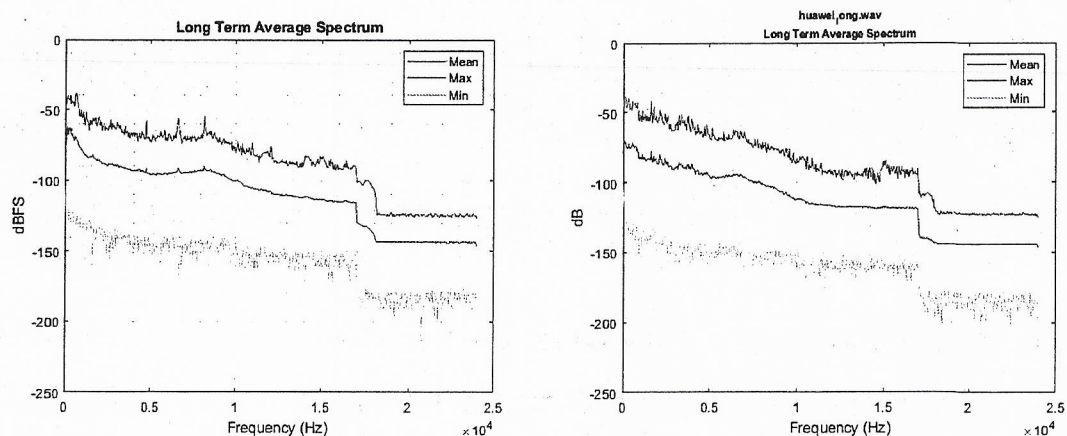 Long Term Average Spectrum
0
-50
-100
-150
-200
-250
dBFS
0 0.5 1 1.5 2 2.5
Frequency (Hz)
× 10⁴
Mean
Max
Min
huawei_long.wav
Long Term Average Spectrum
0
-50
-100
-150
-200
-250
dB
0 0.5 1 1.5 2 2.5
Frequency (Hz)
× 10⁴
Mean
Max
Min